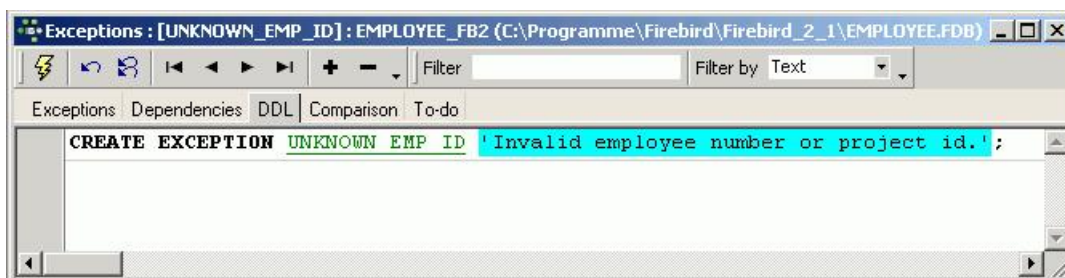 Exceptions : [UNKNOWN_EMP_ID] : EMPLOYEE_FB2 (C:\Programme\Firebird\Firebird_2_1\EMPLOYEE.FDB)
Filter Filter by Text
Exceptions Dependencies DDL Comparison To-do
CREATE EXCEPTION UNKNOWN_EMP_ID 'Invalid employee number or project id.';